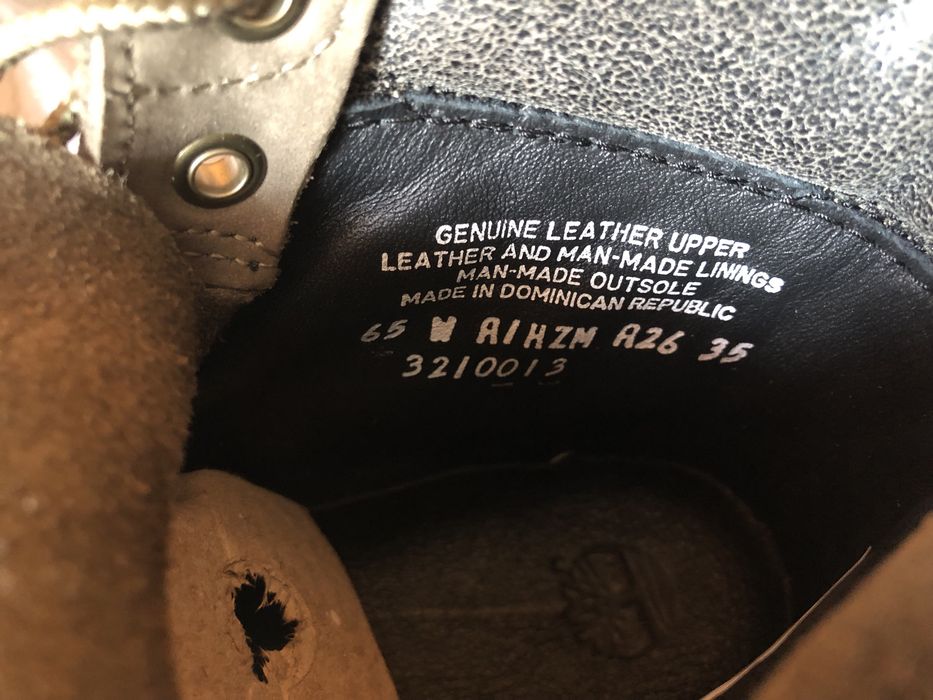 GENUINE LEATHER UPPER
LEATHER AND MAN-MADE LININGS
MAN-MADE OUTSOLE
MADE IN DOMINICAN REPUBLIC
65 W A/HZM A26 35
3210013